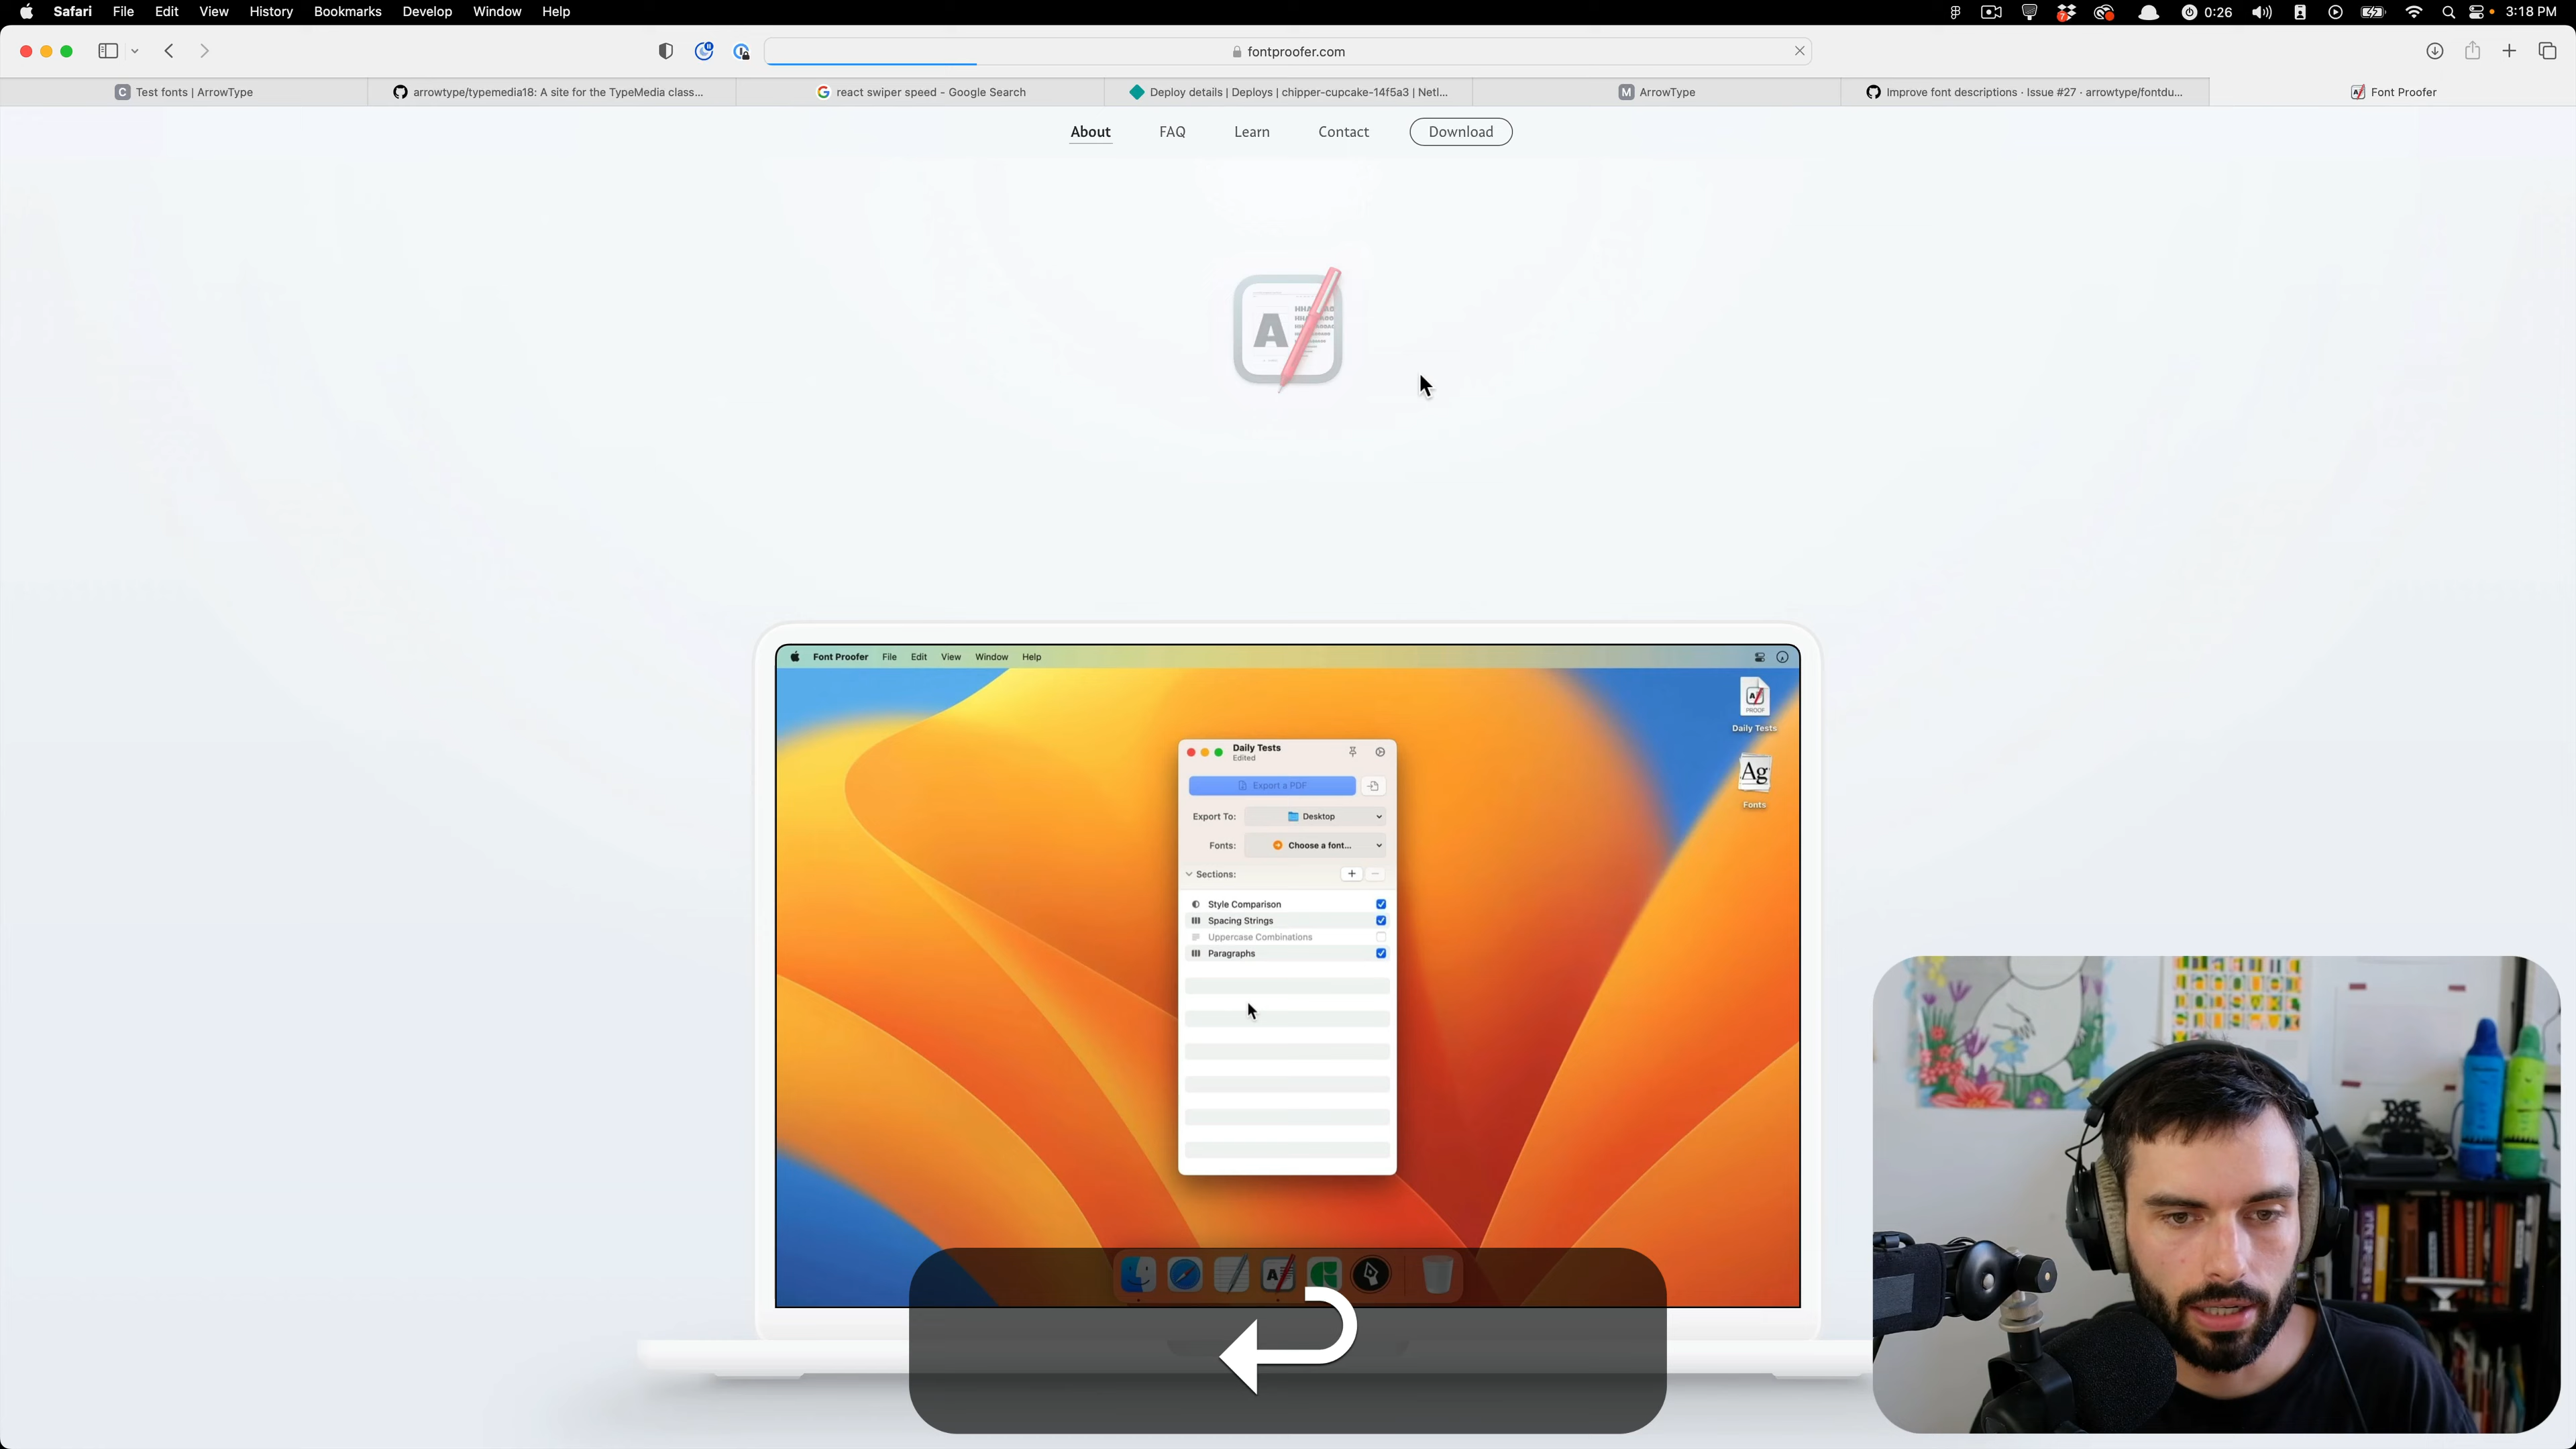 Safari File Edit View History Bookmarks Develop Window Help
0:26 3:18 PM
fontproofer.com
C Test fonts | ArrowType
arrowtype/typemedia18: A site for the TypeMedia class...
react swiper speed - Google Search
Deploy details | Deploys | chipper-cupcake-14f5a3 | Netl...
M ArrowType
Improve font descriptions · Issue #27 · arrowtype/fontdu...
Font Proofer
About FAQ Learn Contact Download
A
Font Proofer File Edit View Window Help
PROOF
Daily Tests
Ag
Fonts
Daily Tests
Edited
Export a PDF
Export To: Desktop
Fonts: Choose a font...
Sections:
Style Comparison
Spacing Strings
Uppercase Combinations
Paragraphs